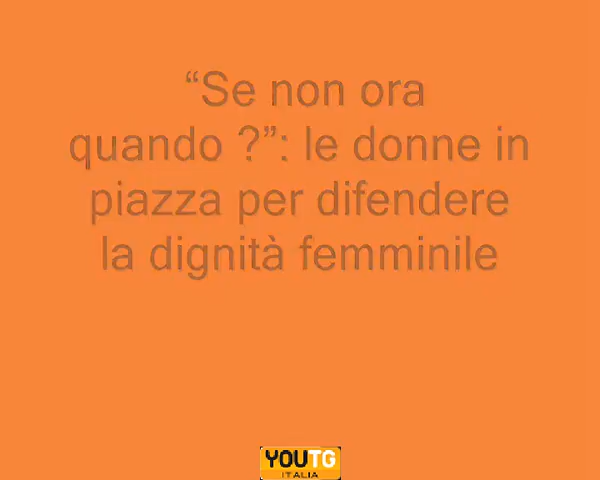 “Se non ora
quando ?”: le donne in
piazza per difendere
la dignità femminile
YOUTG
ITALIA